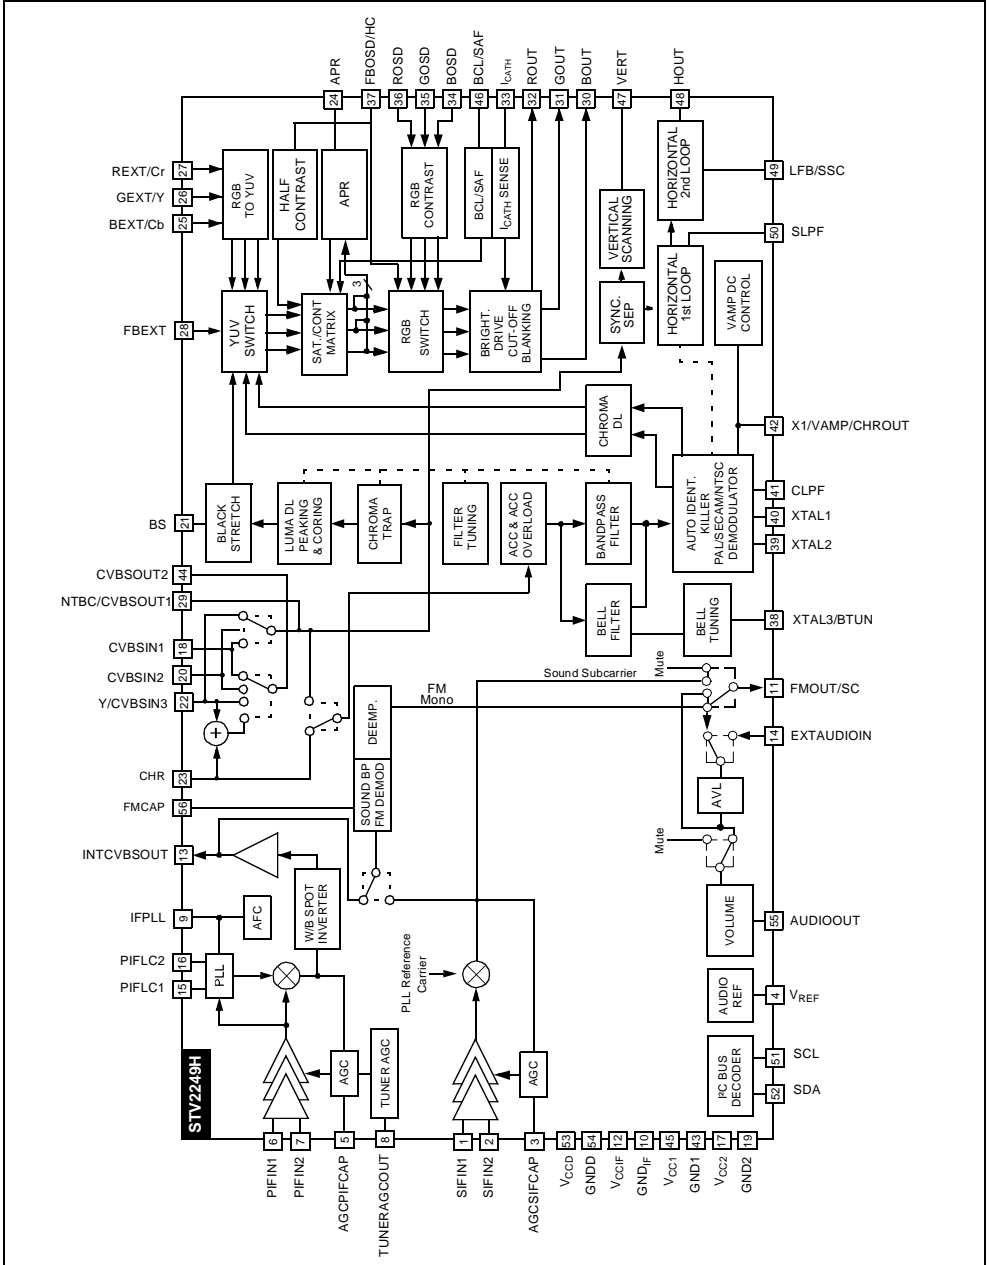 APR
FBOSD/HC
ROSD
GOSD
BOSD
BCL/SAF
ICATH
ROUT
GOUT
BOUT
VERT
HOUT
24
37
36
35
34
46
33
32
31
30
47
48
REXT/Cr
27
GEXT/Y
26
BEXT/Cb
25
RGB
TO YUV
HALF
CONTRAST
APR
RGB
CONTRAST
BCL/SAF
ICATH SENSE
VERTICAL
SCANNING
HORIZONTAL
2nd LOOP
49
LFB/SSC
50
SLPF
FBEXT
28
YUV
SWITCH
SAT./CONT
MATRIX
3
RGB
SWITCH
BRIGHT.
DRIVE
CUT-OFF
BLANKING
SYNC.
SEP
HORIZONTAL
1st LOOP
VAMP DC
CONTROL
CHROMA
DL
42
X1/VAMP/CHROUT
BS
21
BLACK
STRETCH
LUMA DL
PEAKING
& CORING
CHROMA
TRAP
FILTER
TUNING
ACC & ACC
OVERLOAD
BANDPASS
FILTER
AUTO IDENT.
KILLER
PAL/SECAM/NTSC
DEMODULATOR
41
CLPF
40
XTAL1
39
XTAL2
CVBSOUT2
44
NTBC/CVBSOUT1
29
CVBSIN1
18
CVBSIN2
20
Y/CVBSIN3
22
+
CHR
23
BELL
FILTER
BELL
TUNING
38
XTAL3/BTUN
Sound Subcarrier
Mute
11
FMOUT/SC
FM
Mono
DEEMP.
SOUND BP
FM DEMOD
14
EXTAUDIOIN
AVL
FMCAP
56
INTCVBSOUT
13
Mute
IFPLL
9
AFC
W/B SPOT
INVERTER
VOLUME
55
AUDIOOUT
PIFLC2
16
PIFLC1
15
PLL
PLL Reference
Carrier
AUDIO
REF
4
VREF
STV2249H
AGC
TUNER AGC
AGC
I²C BUS
DECODER
51
SCL
52
SDA
6
7
5
8
1
2
3
53
54
12
10
45
43
17
19
PIFIN1
PIFIN2
AGCPIFCAP
TUNERAGCOUT
SIFIN1
SIFIN2
AGCSIFCAP
VCCD
GNDD
VCCIF
GNDIF
VCC1
GND1
VCC2
GND2